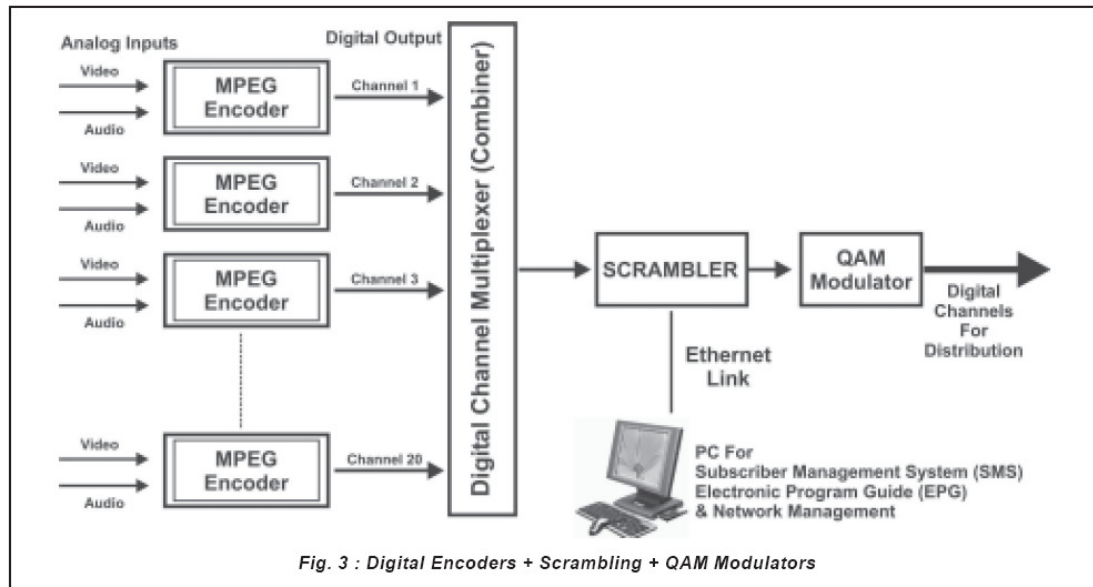 Analog Inputs
Digital Output
Video
Audio
MPEG
Encoder
Channel 1
Video
Audio
MPEG
Encoder
Channel 2
Video
Audio
MPEG
Encoder
Channel 3
Video
Audio
MPEG
Encoder
Channel 20
Digital Channel Multiplexer (Combiner)
SCRAMBLER
QAM
Modulator
Digital
Channels
For
Distribution
Ethernet
Link
PC For
Subscriber Management System (SMS)
Electronic Program Guide (EPG)
& Network Management
Fig. 3 : Digital Encoders + Scrambling + QAM Modulators